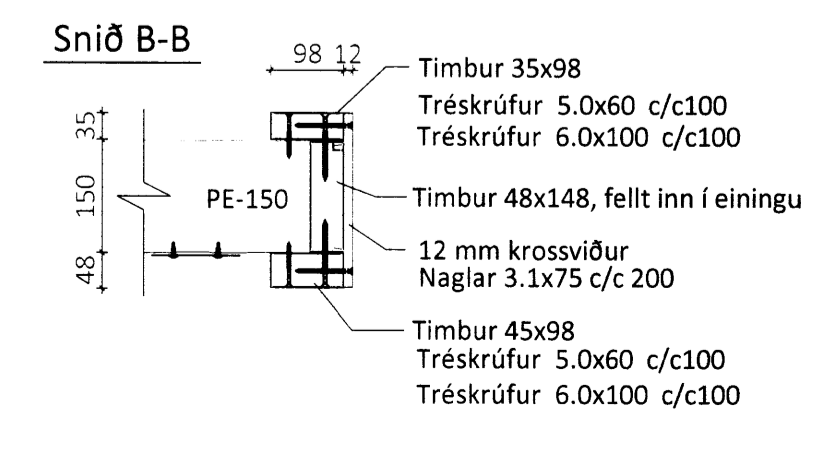 Snið B-B
98 12
Timbur 35x98
Tréskrúfur 5.0x60 c/c100
Tréskrúfur 6.0x100 c/c100
35
150
48
PE-150
Timbur 48x148, fellt inn í einingu
12 mm krossviður
Naglar 3.1x75 c/c 200
Timbur 45x98
Tréskrúfur 5.0x60 c/c100
Tréskrúfur 6.0x100 c/c100